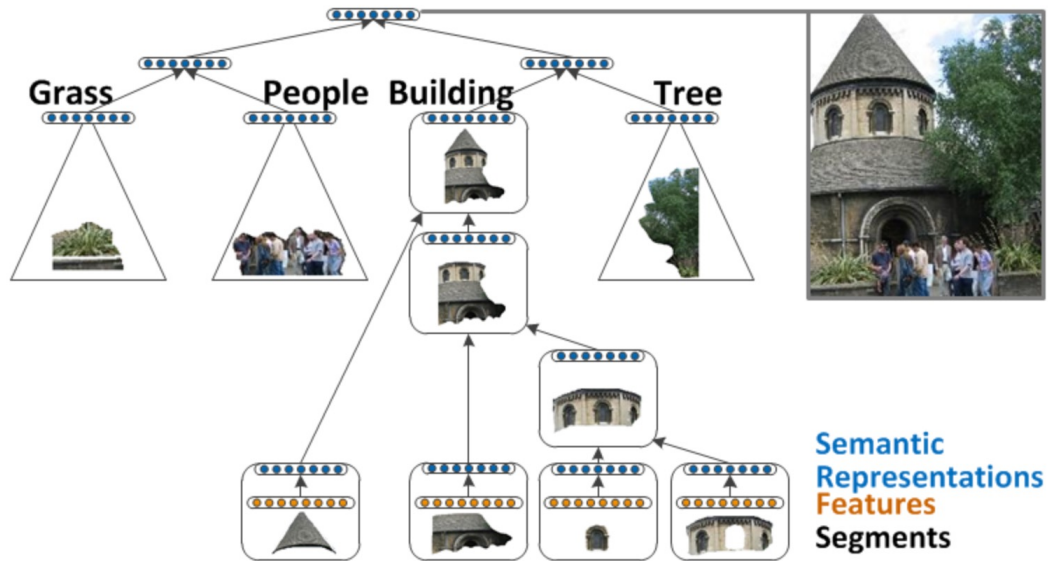 Grass
People
Building
Tree
Semantic
Representations
Features
Segments